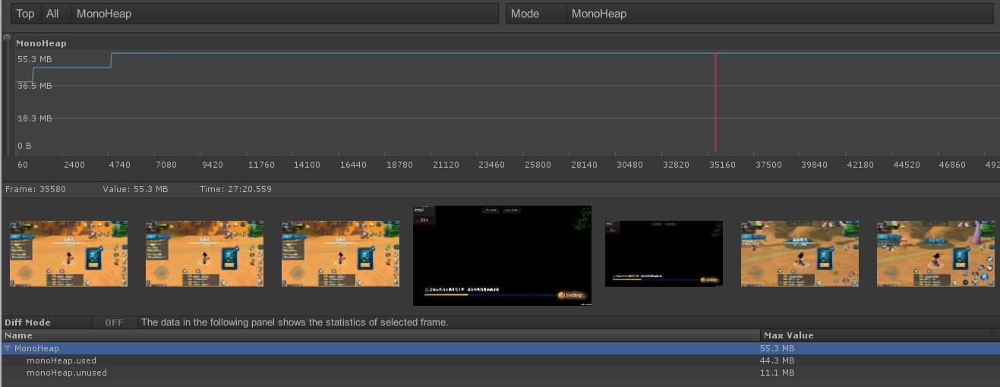 Top All MonoHeap Mode MonoHeap
MonoHeap
55.3 MB
36.5 MB
18.3 MB
0 B
60 2400 4740 7080 9420 11760 14100 16440 18780 21120 23460 25800 28140 30480 32820 35160 37500 39840 42180 44520 46860 492
Frame: 35580 Value: 55.3 MB Time: 27:20.559
Loading
Diff Mode OFF The data in the following panel shows the statistics of selected frame.
Name Max Value
MonoHeap 55.3 MB
monoHeap.used 44.3 MB
monoHeap.unused 11.1 MB